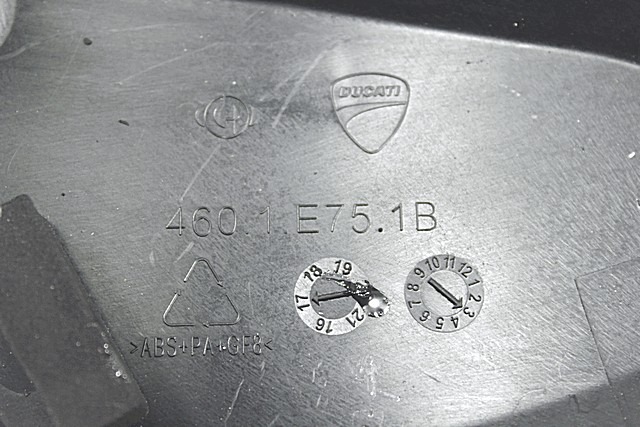 DUCATI
460.1.E75.1B
16 17 18 19 21
1 2 3 4 5 6 7 8 9 10 11 12
>ABS+PA+GF8<